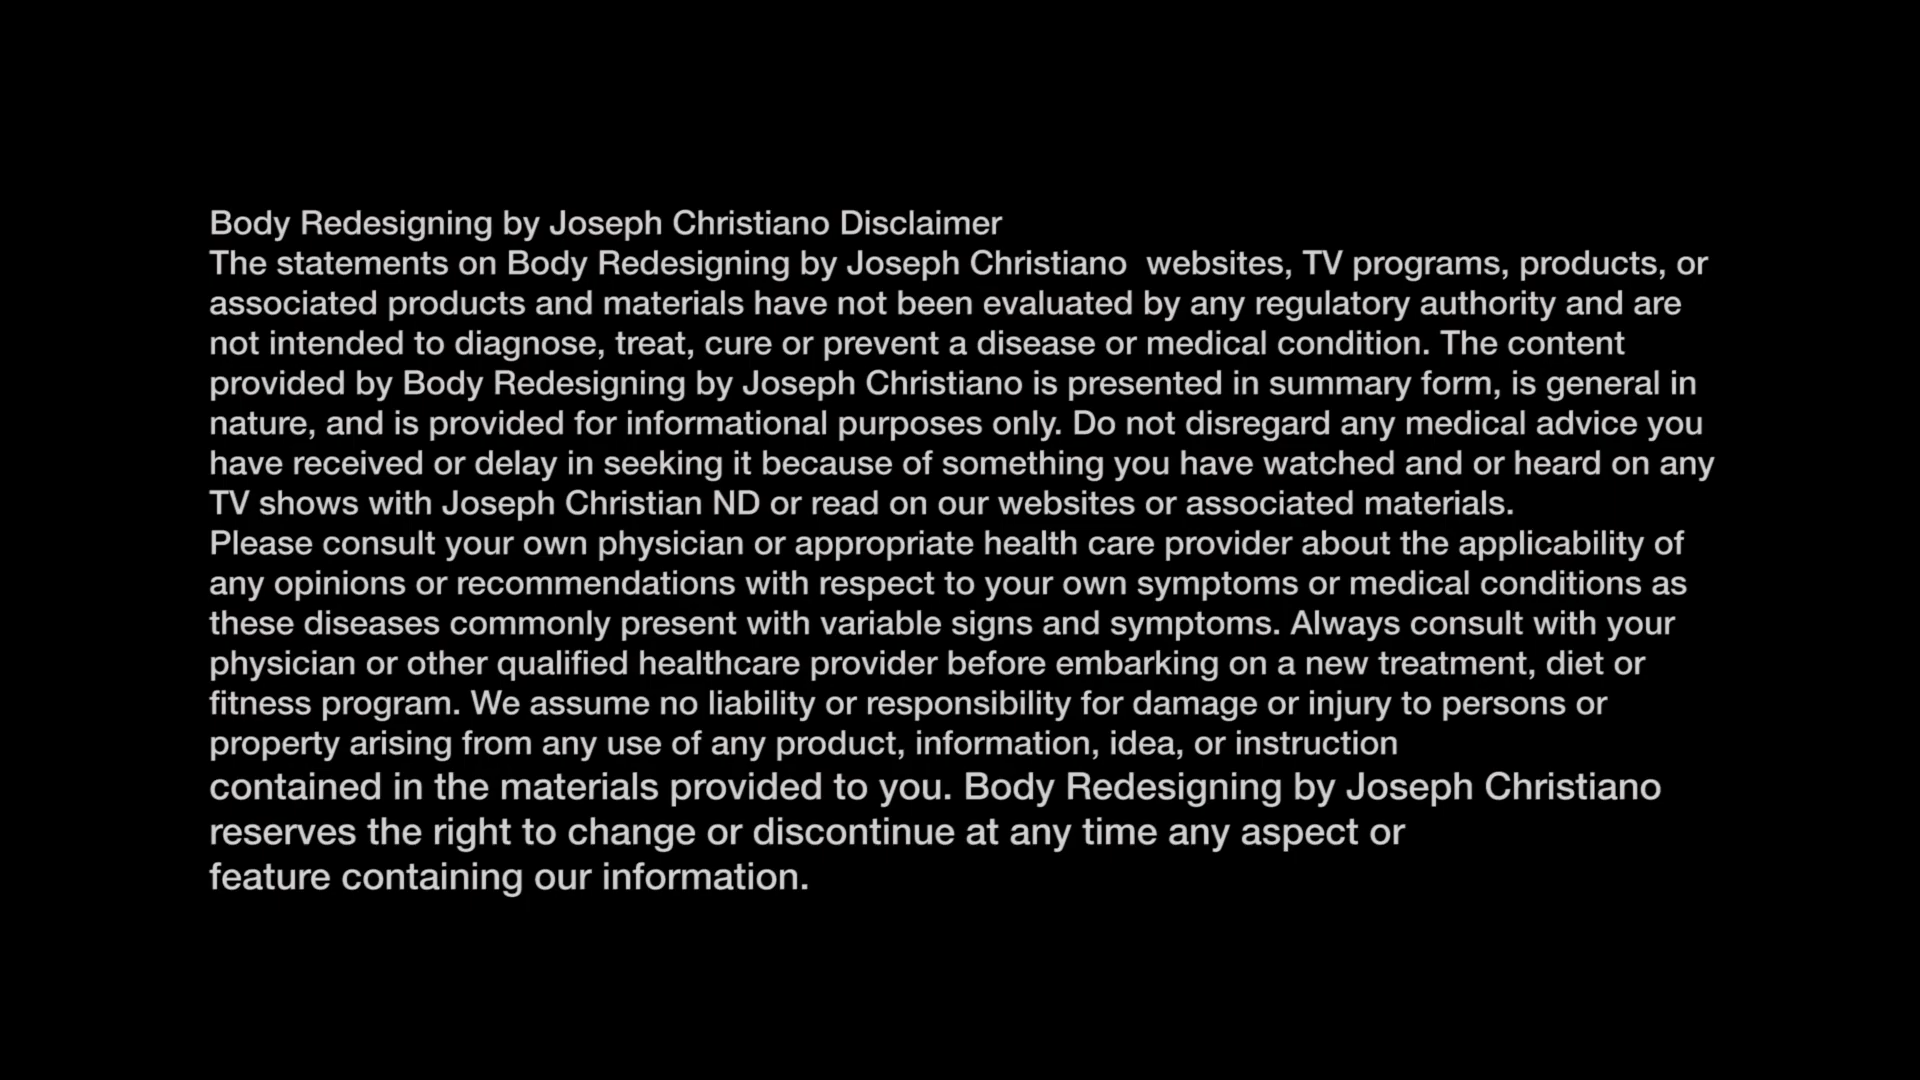 Body Redesigning by Joseph Christiano Disclaimer
The statements on Body Redesigning by Joseph Christiano  websites, TV programs, products, or
associated products and materials have not been evaluated by any regulatory authority and are
not intended to diagnose, treat, cure or prevent a disease or medical condition. The content
provided by Body Redesigning by Joseph Christiano is presented in summary form, is general in
nature, and is provided for informational purposes only. Do not disregard any medical advice you
have received or delay in seeking it because of something you have watched and or heard on any
TV shows with Joseph Christian ND or read on our websites or associated materials.
Please consult your own physician or appropriate health care provider about the applicability of
any opinions or recommendations with respect to your own symptoms or medical conditions as
these diseases commonly present with variable signs and symptoms. Always consult with your
physician or other qualified healthcare provider before embarking on a new treatment, diet or
fitness program. We assume no liability or responsibility for damage or injury to persons or
property arising from any use of any product, information, idea, or instruction
contained in the materials provided to you. Body Redesigning by Joseph Christiano
reserves the right to change or discontinue at any time any aspect or
feature containing our information.